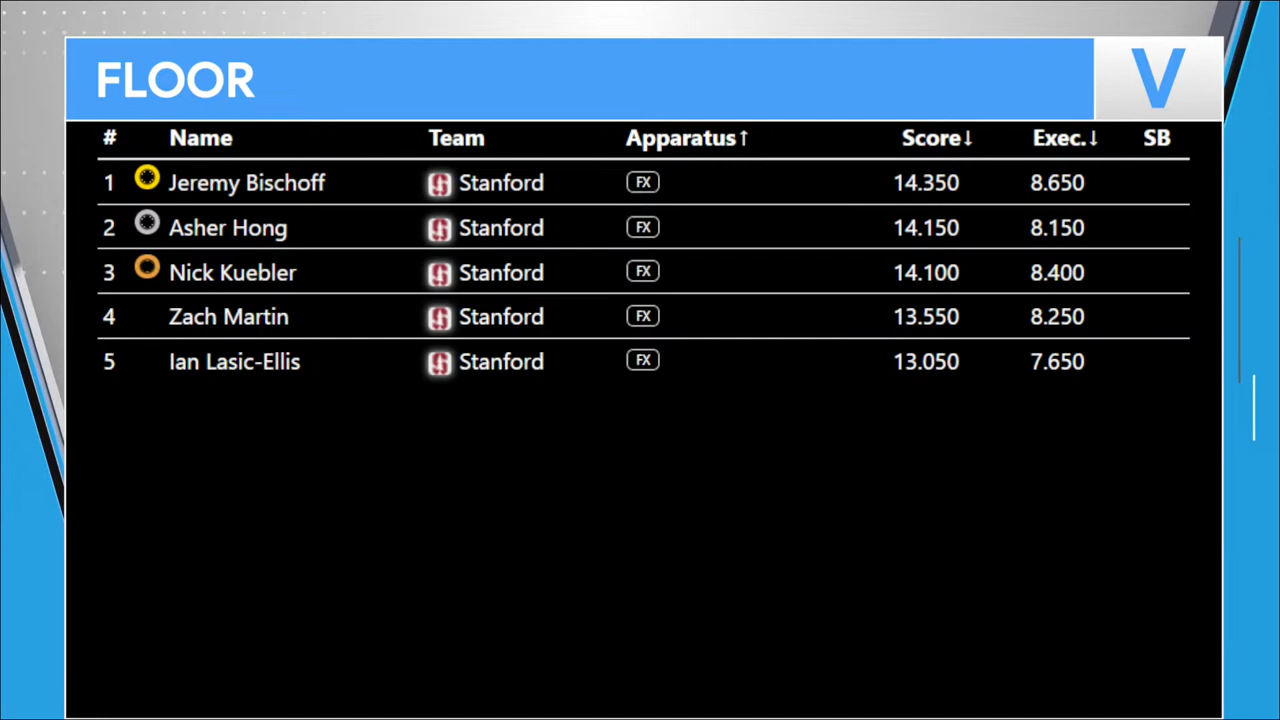 FLOOR V
# Name Team Apparatus↑ Score↓ Exec.↓ SB
1 Jeremy Bischoff Stanford FX 14.350 8.650
2 Asher Hong Stanford FX 14.150 8.150
3 Nick Kuebler Stanford FX 14.100 8.400
4 Zach Martin Stanford FX 13.550 8.250
5 Ian Lasic-Ellis Stanford FX 13.050 7.650